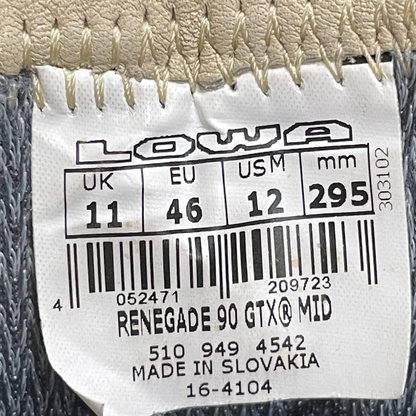 LOWA
UK EU US M mm
11 46 12 295
303102
4 052471 209723
RENEGADE 90 GTX® MID
510 949 4542
MADE IN SLOVAKIA
16-4104